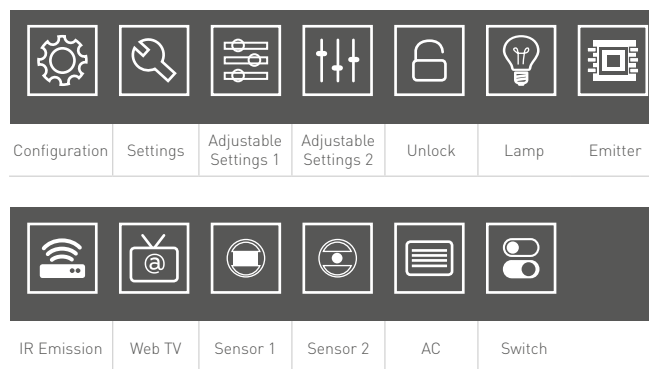 Configuration
Settings
Adjustable
Settings 1
Adjustable
Settings 2
Unlock
Lamp
Emitter
@
IR Emission
Web TV
Sensor 1
Sensor 2
AC
Switch